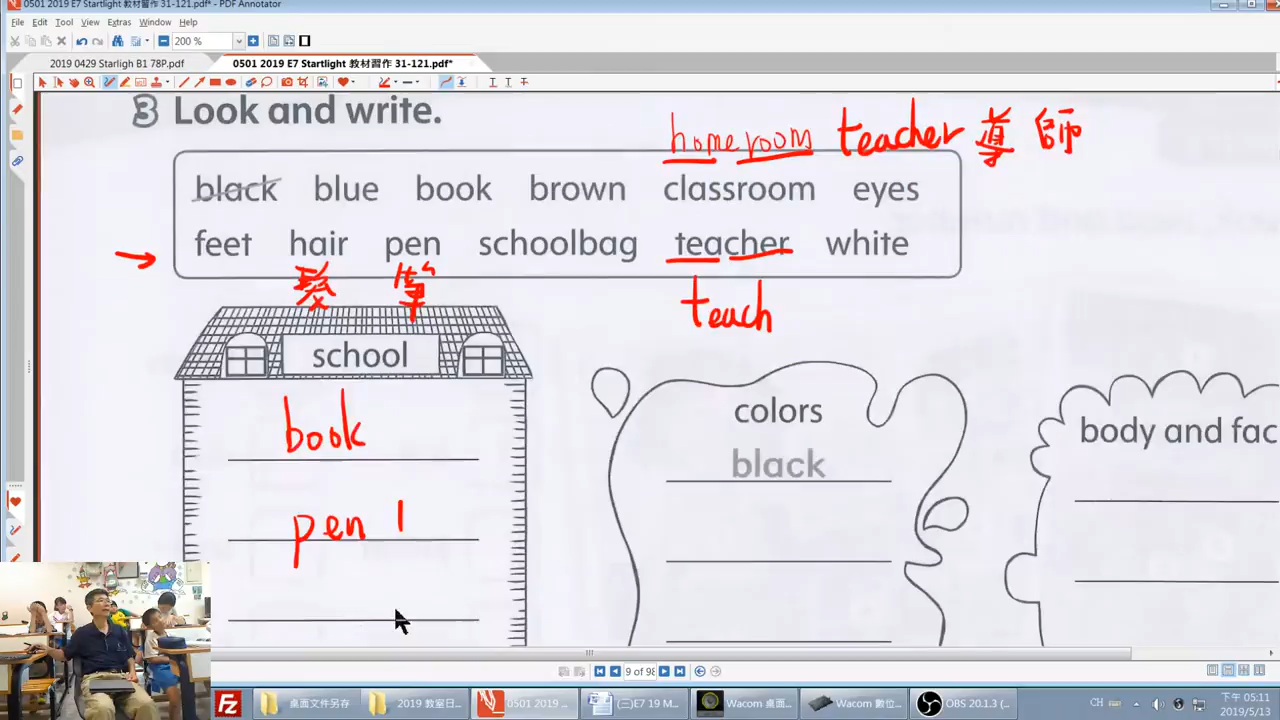 0501 2019 E7 Startlight 教材習作 31-121.pdf* - PDF Annotator
File Edit Tool View Extras Window Help
200 %
2019 0429 Starligh B1 78P.pdf
0501 2019 E7 Startlight 教材習作 31-121.pdf*
3 Look and write.
homeroom teacher 導師
black blue book brown classroom eyes
feet hair pen schoolbag teacher white
髮 筆 teach
school
book
pen 1
colors
black
body and fac
9 of 98
桌面文件另存
2019 教室日...
0501 2019 ...
(三)E7 19 M...
Wacom 桌面...
Wacom 數位...
OBS 20.1.3 (...
CH
下午 05:11
2019/5/13